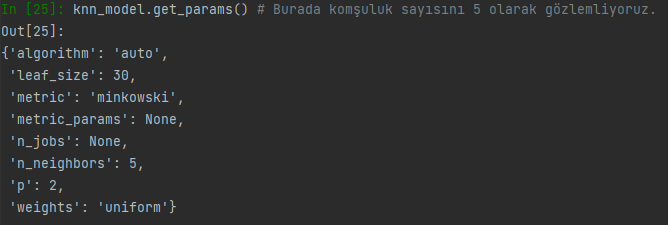 In [25]: knn_model.get_params() # Burada komşuluk sayısını 5 olarak gözlemliyoruz.
Out[25]:
{'algorithm': 'auto',
 'leaf_size': 30,
 'metric': 'minkowski',
 'metric_params': None,
 'n_jobs': None,
 'n_neighbors': 5,
 'p': 2,
 'weights': 'uniform'}